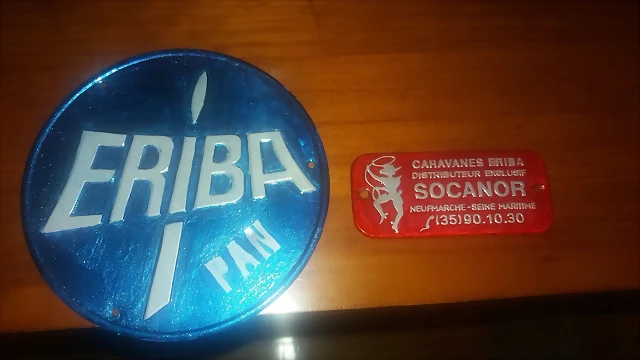 ERIBA
PAN
CARAVANES ERIBA
DISTRIBUTEUR EXCLUSIF
SOCANOR
NEUFMARCHE-SEINE MARITIME
(35)90.10.30